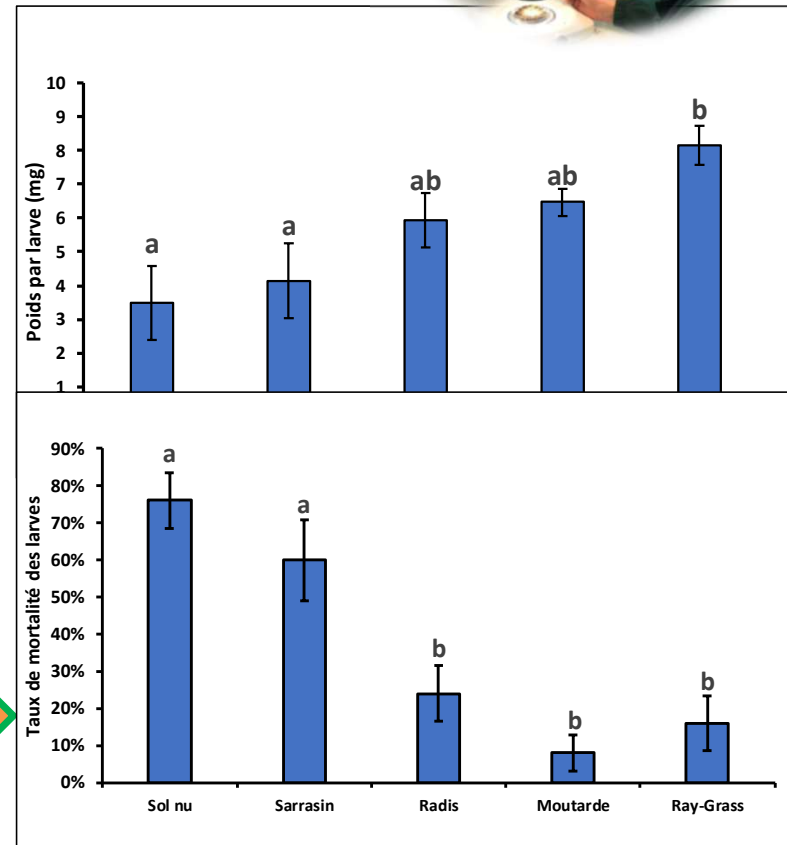 10
9
8
7
6
5
4
3
2
1
Poids par larve (mg)
a
a
ab
ab
b
90%
80%
70%
60%
50%
40%
30%
20%
10%
0%
Taux de mortalité des larves
a
a
b
b
b
Sol nu Sarrasin Radis Moutarde Ray-Grass